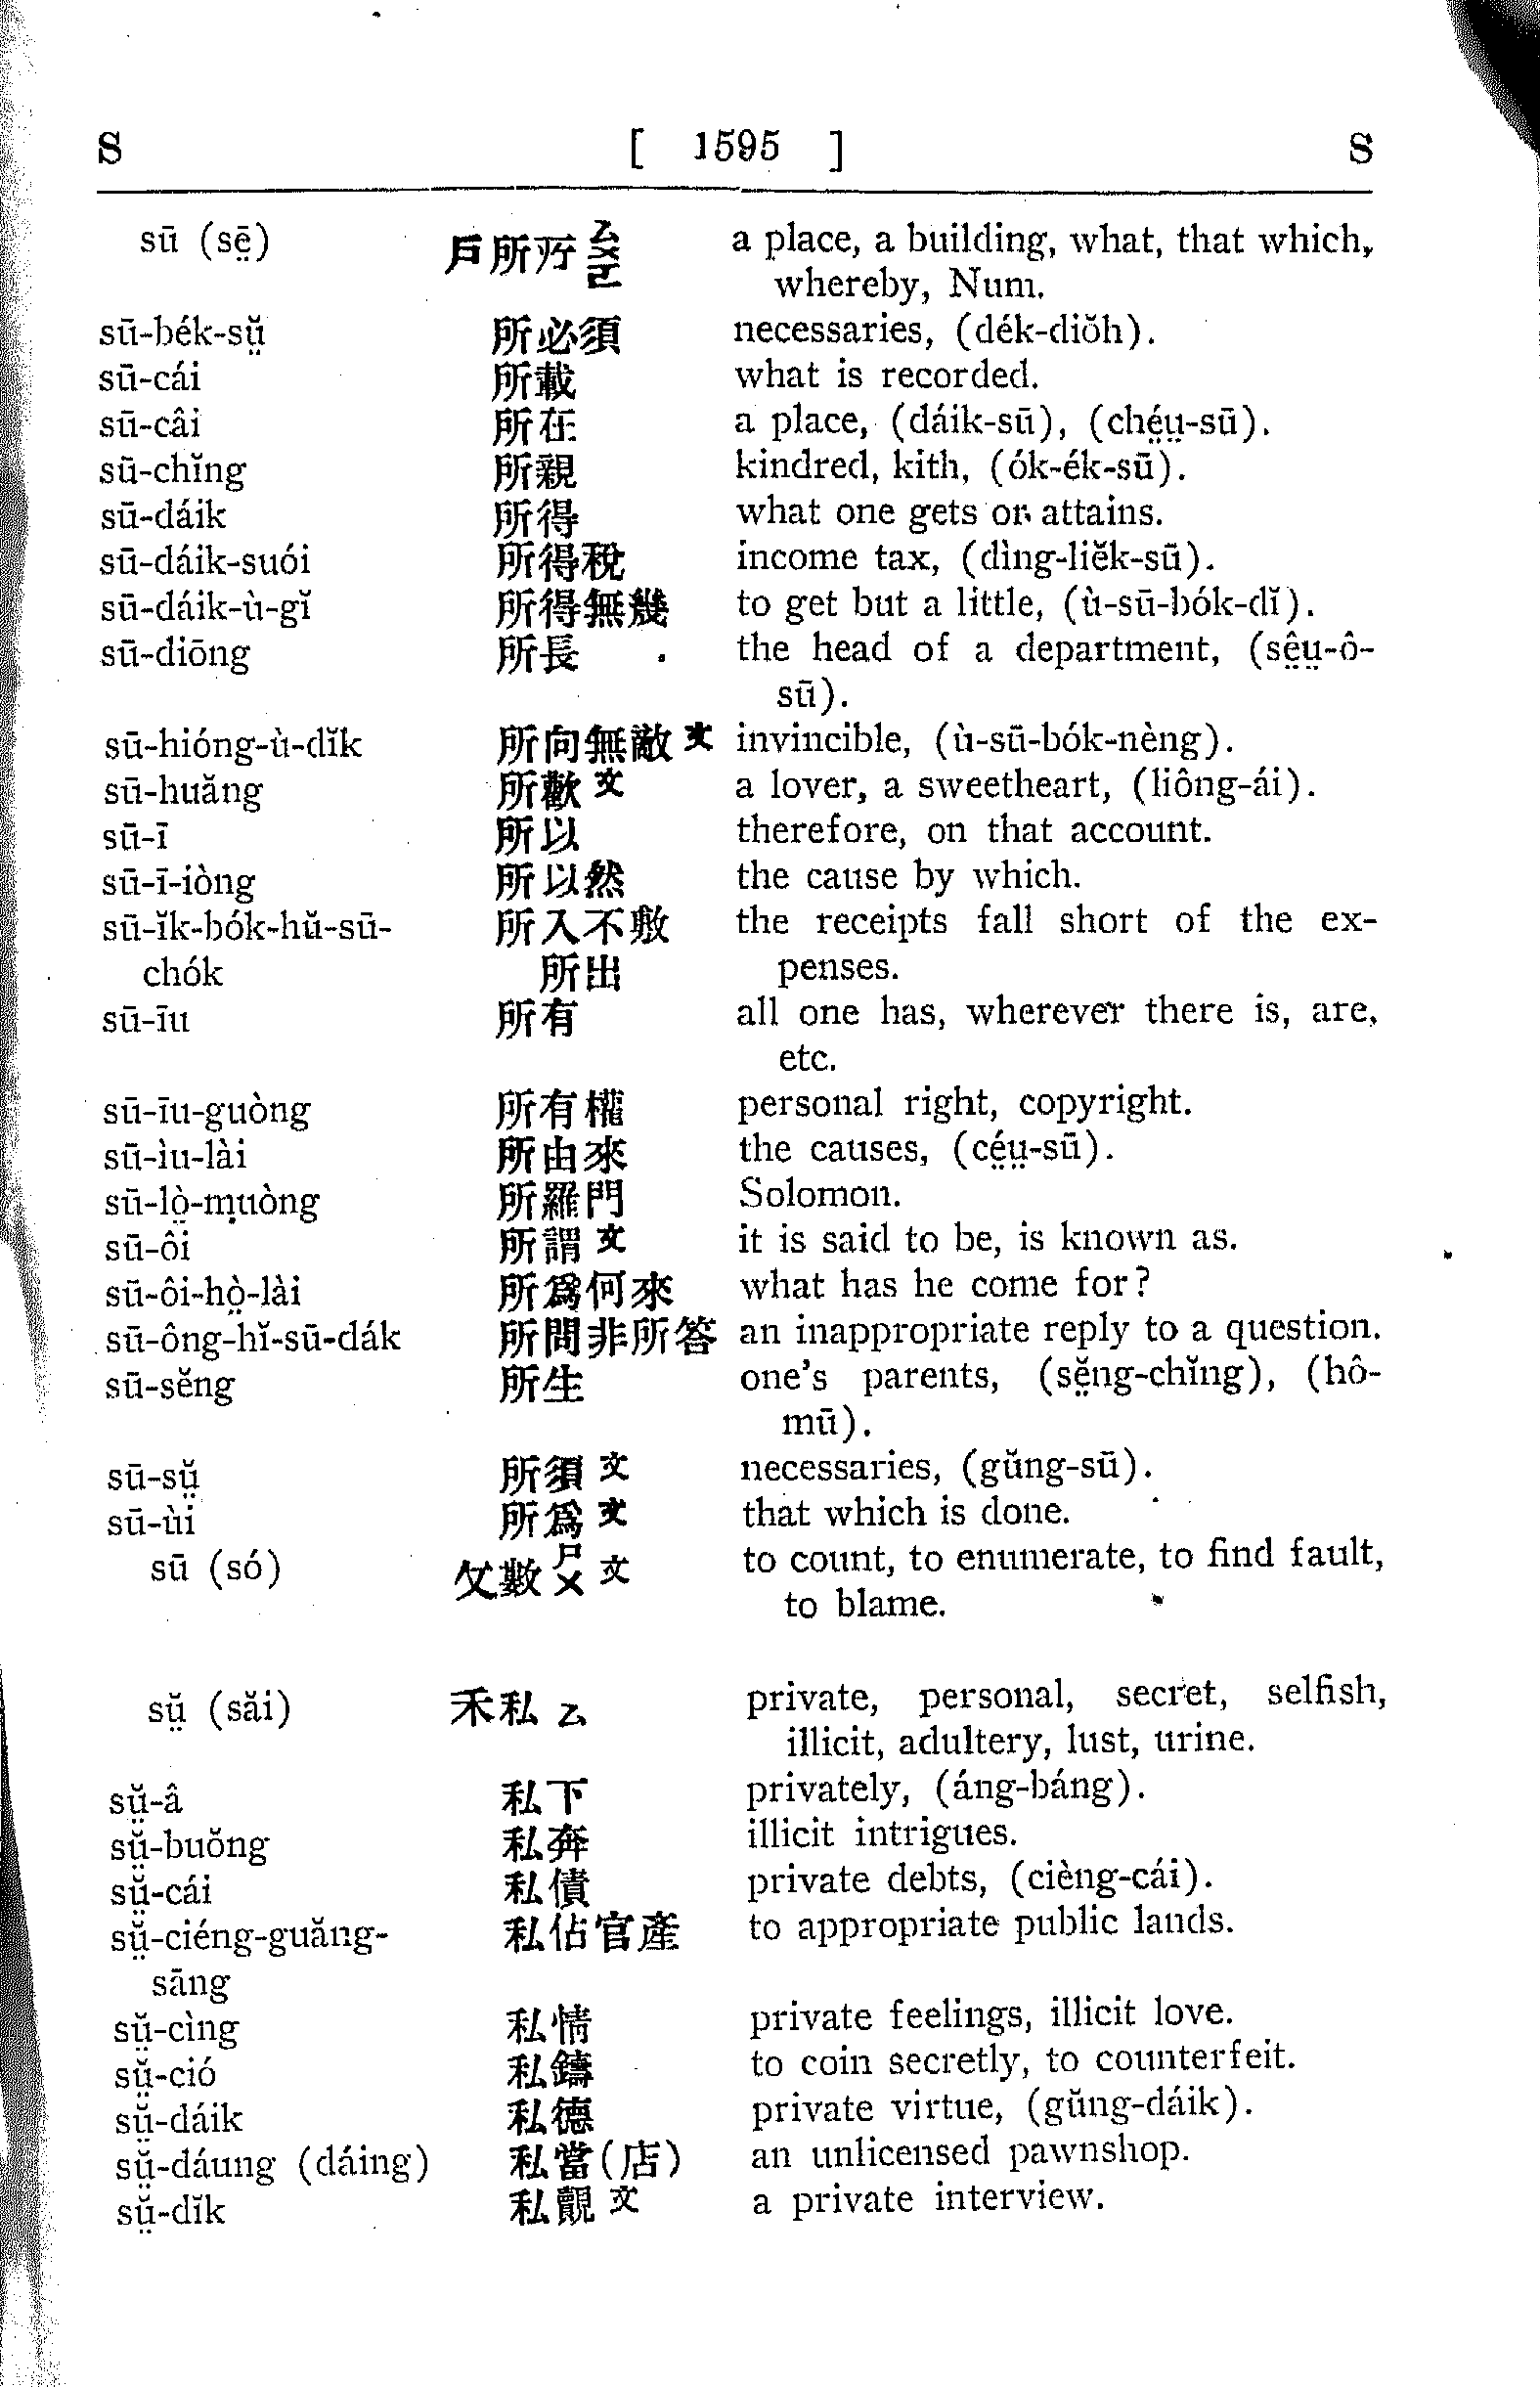 S [ 1595 ] S
sū (sē̤) 戶所㪽ㄙㄨㄛ a place, a building, what, that which,
whereby, Num.
sū-bék-sṳ̆ 所必須 necessaries, (dék-diŏh).
sū-cái 所載 what is recorded.
sū-câi 所在 a place, (dáik-sū), (ché̤ṳ-sū).
sū-chĭng 所親 kindred, kith, (ók-ék-sū).
sū-dáik 所得 what one gets or attains.
sū-dáik-suói 所得稅 income tax, (dìng-liĕk-sū).
sū-dáik-ù-gĭ 所得無幾 to get but a little, (ù-sū-bók-dĭ).
sū-diōng 所長 the head of a department, (sê̤ṳ-ô-
sū).
sū-hióng-ù-dĭk 所向無敵文 invincible, (ù-sū-bók-nèng).
sū-huăng 所歡文 a lover, a sweetheart, (liông-ái).
sū-ī 所以 therefore, on that account.
sū-ī-iòng 所以然 the cause by which.
sū-ĭk-bók-hŭ-sū- 所入不敷 the receipts fall short of the ex-
chók 所出 penses.
sū-īu 所有 all one has, wherever there is, are,
etc.
sū-īu-guòng 所有權 personal right, copyright.
sū-ìu-lài 所由來 the causes, (cé̤ṳ-sū).
sū-lò̤-muòng 所羅門 Solomon.
sū-ôi 所謂文 it is said to be, is known as.
sū-ôi-hò̤-lài 所爲何來 what has he come for?
sū-ông-hĭ-sū-dák 所問非所答 an inappropriate reply to a question.
sū-sĕng 所生 one's parents, (sĕ̤ng-chĭng), (hô-
mū).
sū-sṳ̆ 所須文 necessaries, (gŭng-sū).
sū-ùi 所爲文 that which is done.
sū (só) 攵數ㄕㄨ文 to count, to enumerate, to find fault,
to blame.
sṳ̆ (săi) 禾私ㄙ private, personal, secret, selfish,
illicit, adultery, lust, urine.
sṳ̆-â 私下 privately, (áng-báng).
sṳ̆-buŏng 私奔 illicit intrigues.
sṳ̆-cái 私債 private debts, (cièng-cái).
sṳ̆-ciéng-guăng- 私佔官產 to appropriate public lands.
sāng
sṳ̆-cìng 私情 private feelings, illicit love.
sṳ̆-ció 私鑄 to coin secretly, to counterfeit.
sṳ̆-dáik 私德 private virtue, (gŭng-dáik).
sṳ̆-dáung (dáing) 私當(店) an unlicensed pawnshop.
sṳ̆-dĭk 私覿文 a private interview.